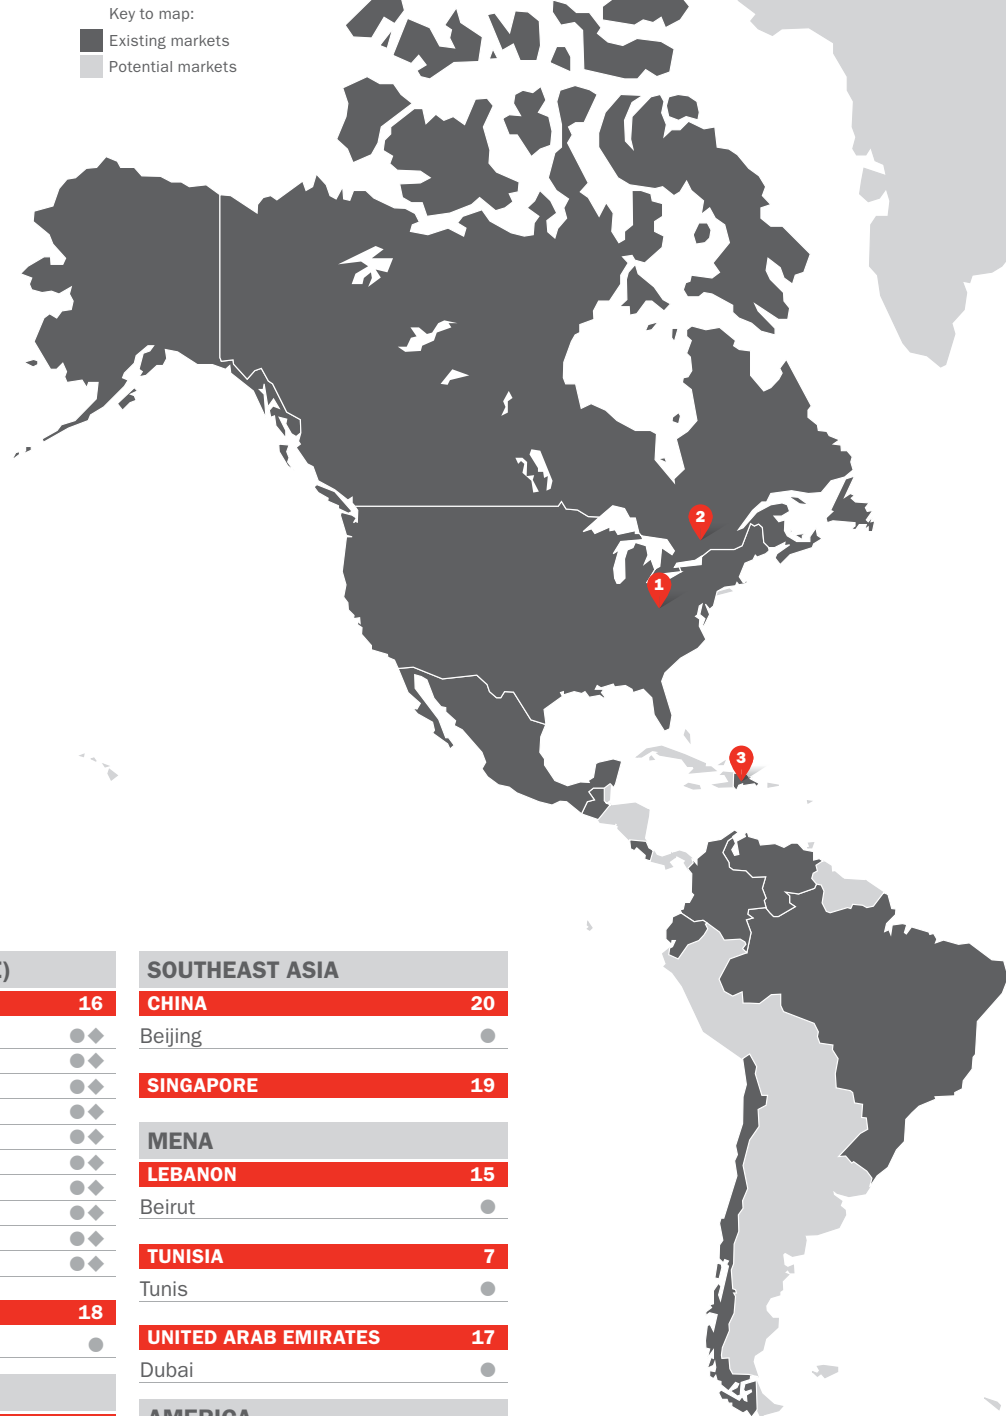 Key to map:
Existing markets
Potential markets
2
1
3
E)
16
18
SOUTHEAST ASIA
CHINA 20
Beijing
SINGAPORE 19
MENA
LEBANON 15
Beirut
TUNISIA 7
Tunis
UNITED ARAB EMIRATES 17
Dubai
AMERICA